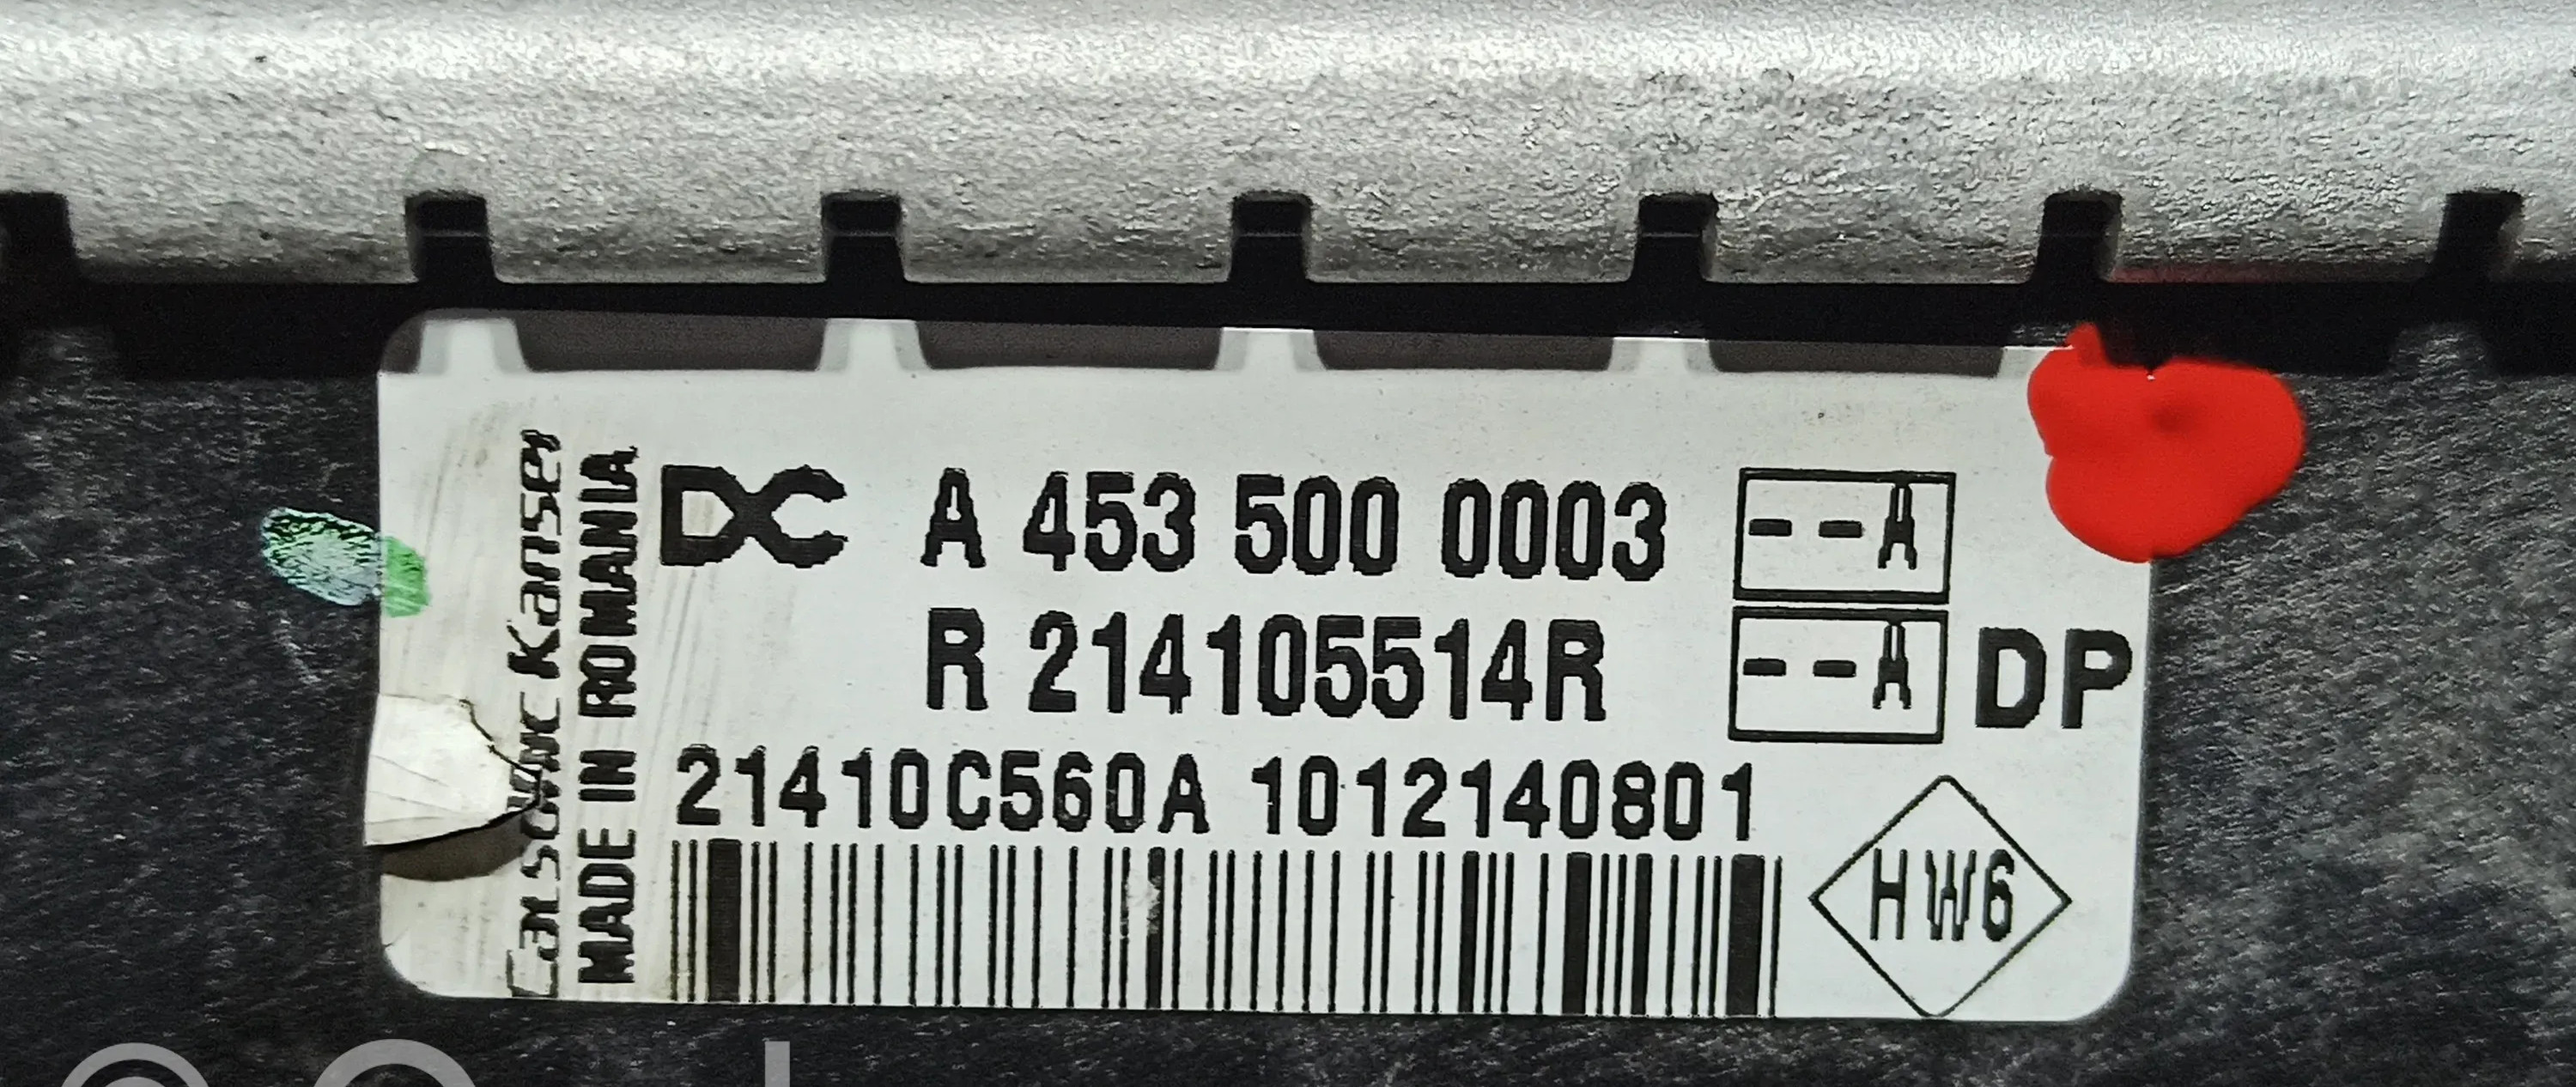 Calsonic Kansei
MADE IN ROMANIA
DC A 453 500 0003 --A
R 214105514R --A DP
21410C560A 1012140801
HW6